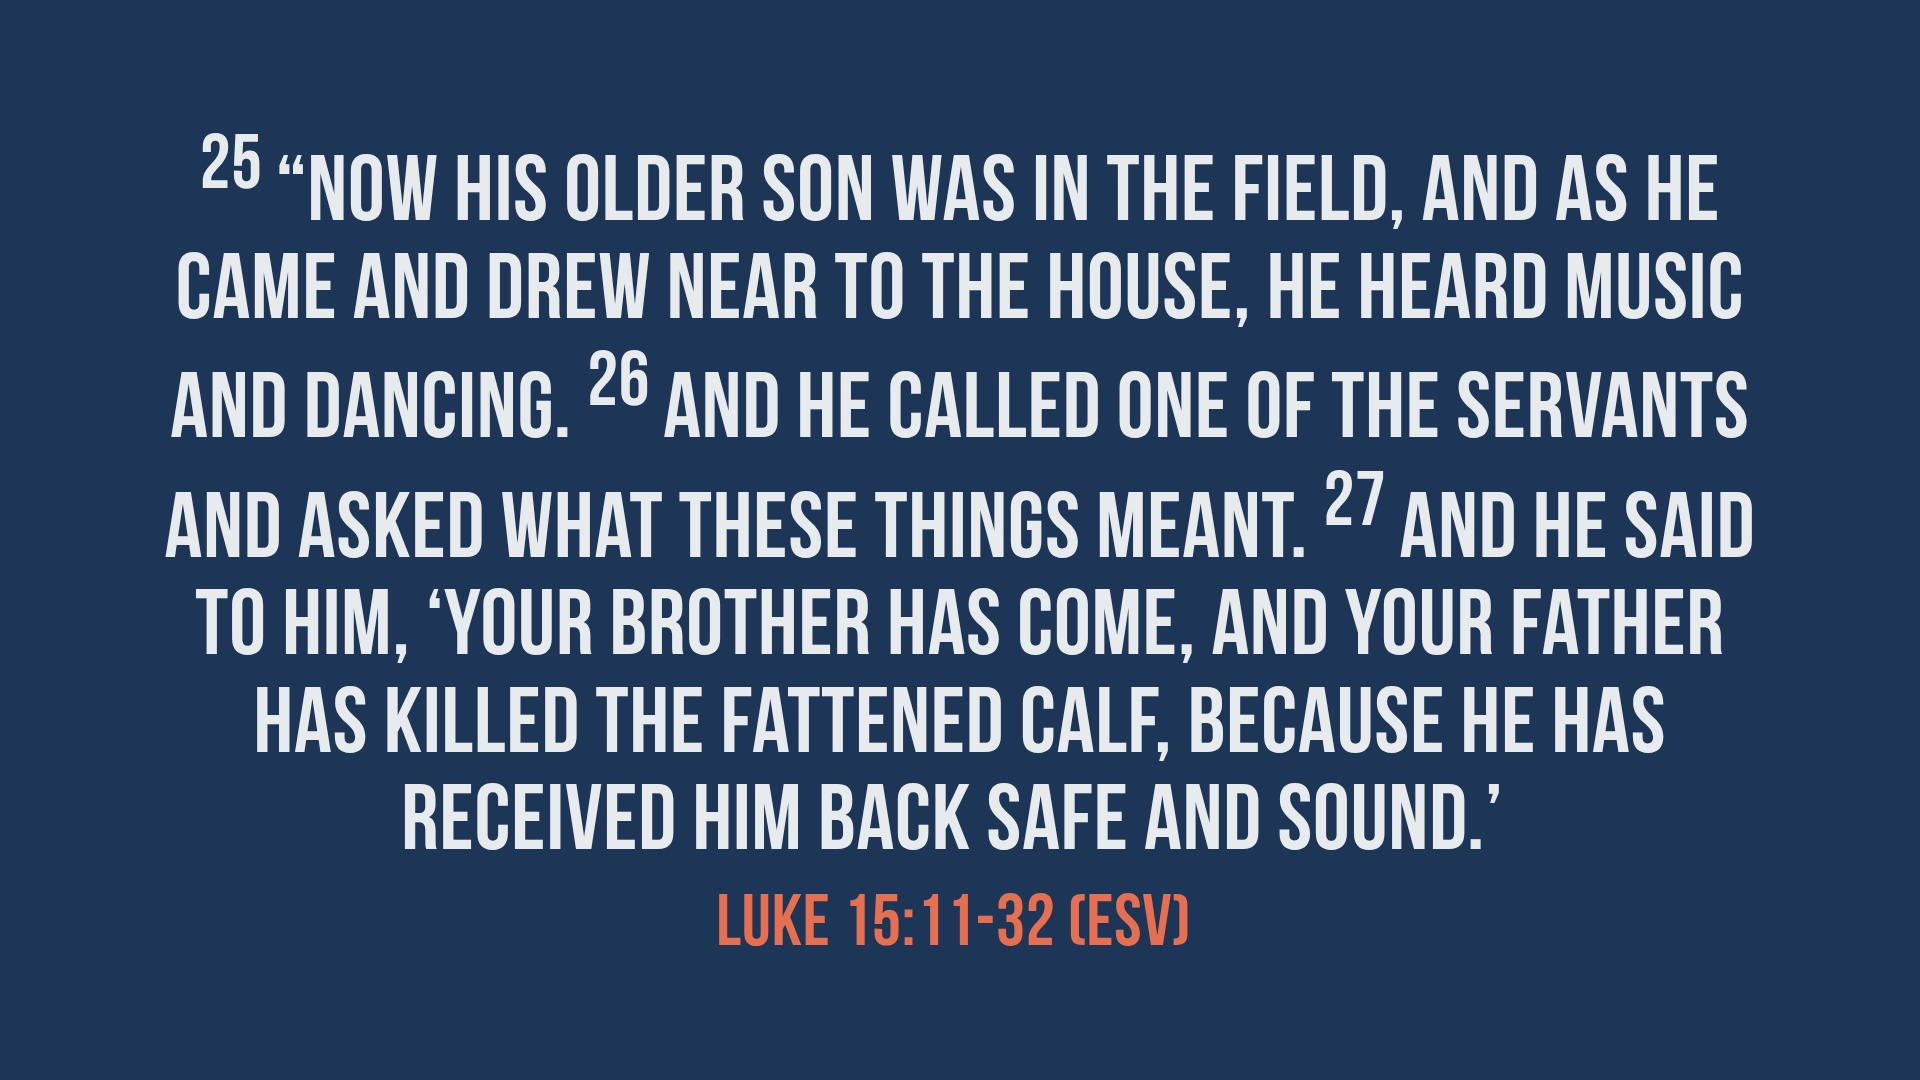 25 “NOW HIS OLDER SON WAS IN THE FIELD, AND AS HE
CAME AND DREW NEAR TO THE HOUSE, HE HEARD MUSIC
AND DANCING. 26 AND HE CALLED ONE OF THE SERVANTS
AND ASKED WHAT THESE THINGS MEANT. 27 AND HE SAID
TO HIM, ‘YOUR BROTHER HAS COME, AND YOUR FATHER
HAS KILLED THE FATTENED CALF, BECAUSE HE HAS
RECEIVED HIM BACK SAFE AND SOUND.’
LUKE 15:11-32 (ESV)